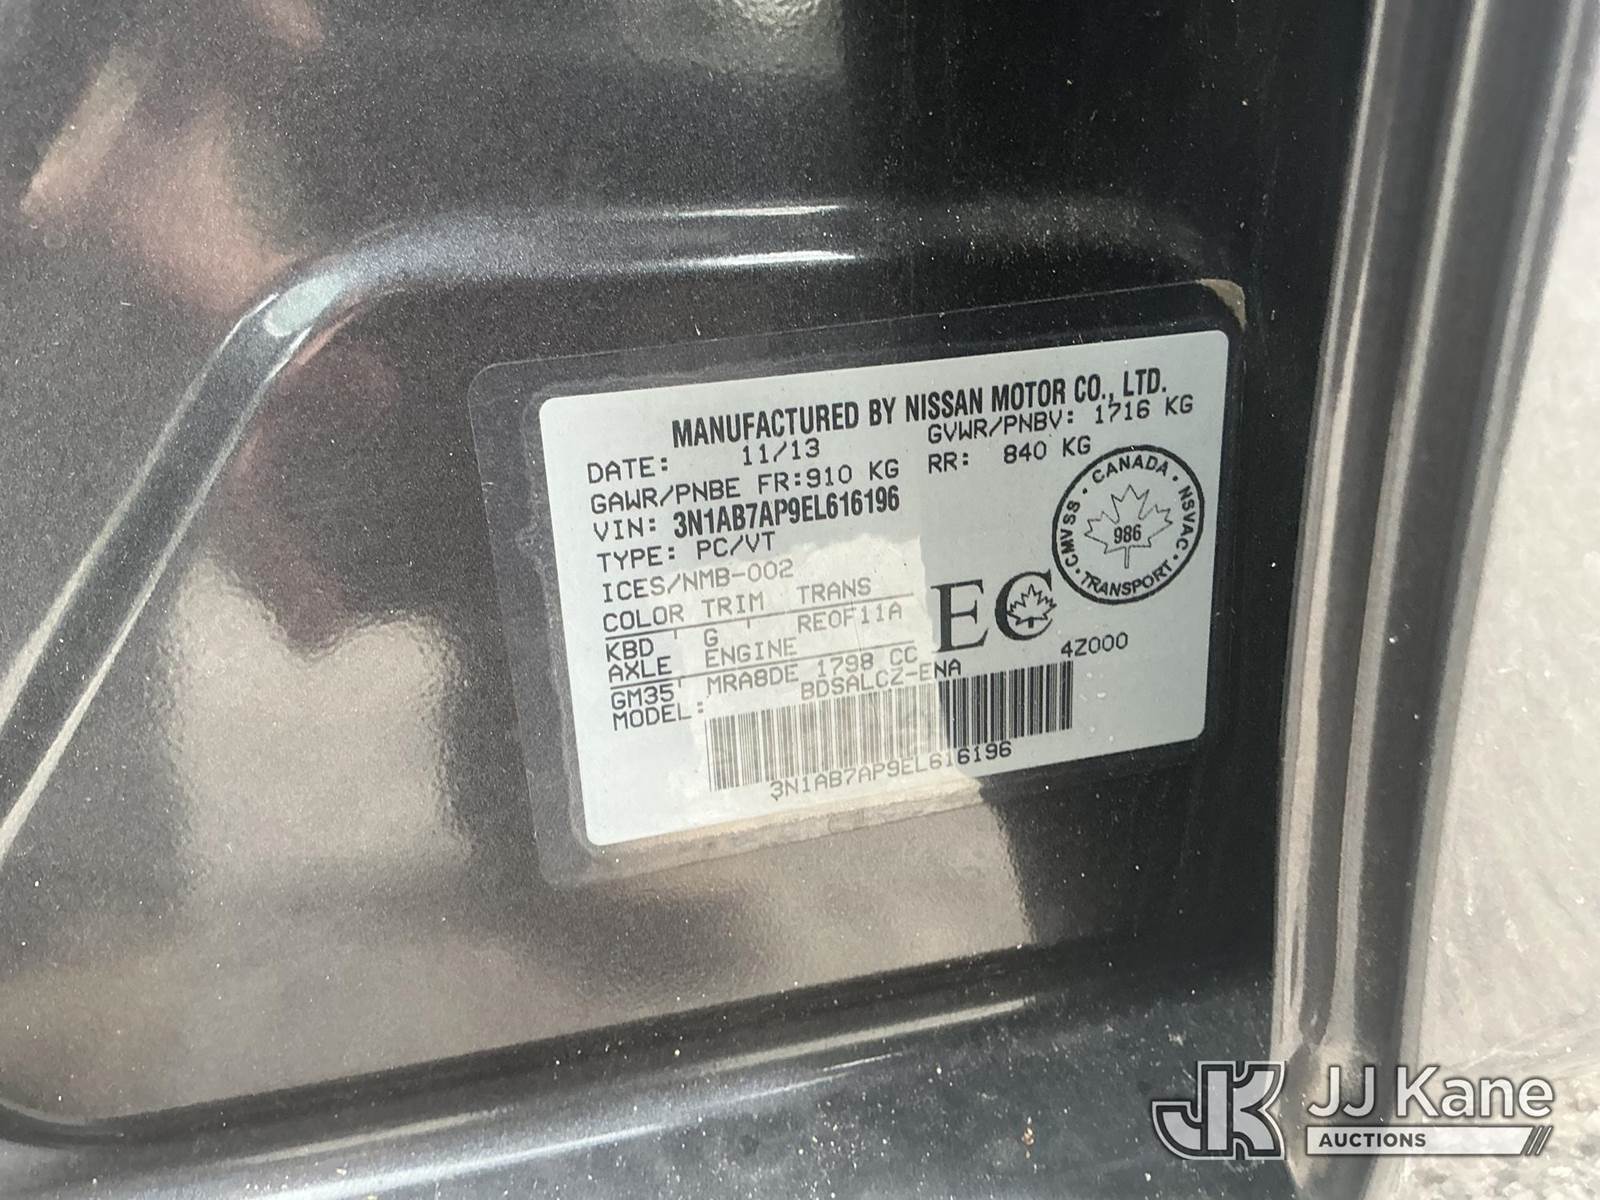 MANUFACTURED BY NISSAN MOTOR CO., LTD.
DATE: 11/13 GVWR/PNBV: 1716 KG
GAWR/PNBE FR:910 KG RR: 840 KG
VIN: 3N1AB7AP9EL616196
TYPE: PC/VT
ICES/NMB-002
COLOR TRIM TRANS
KBD G REOF11A
AXLE ENGINE
GM35 MRA8DE 1798 CC
MODEL: BDSALCZ-ENA
3N1AB7AP9EL616196
EC
4Z000
CANADA · NSVAC · TRANSPORT · CMVSS ·
986
JK JJ Kane
AUCTIONS